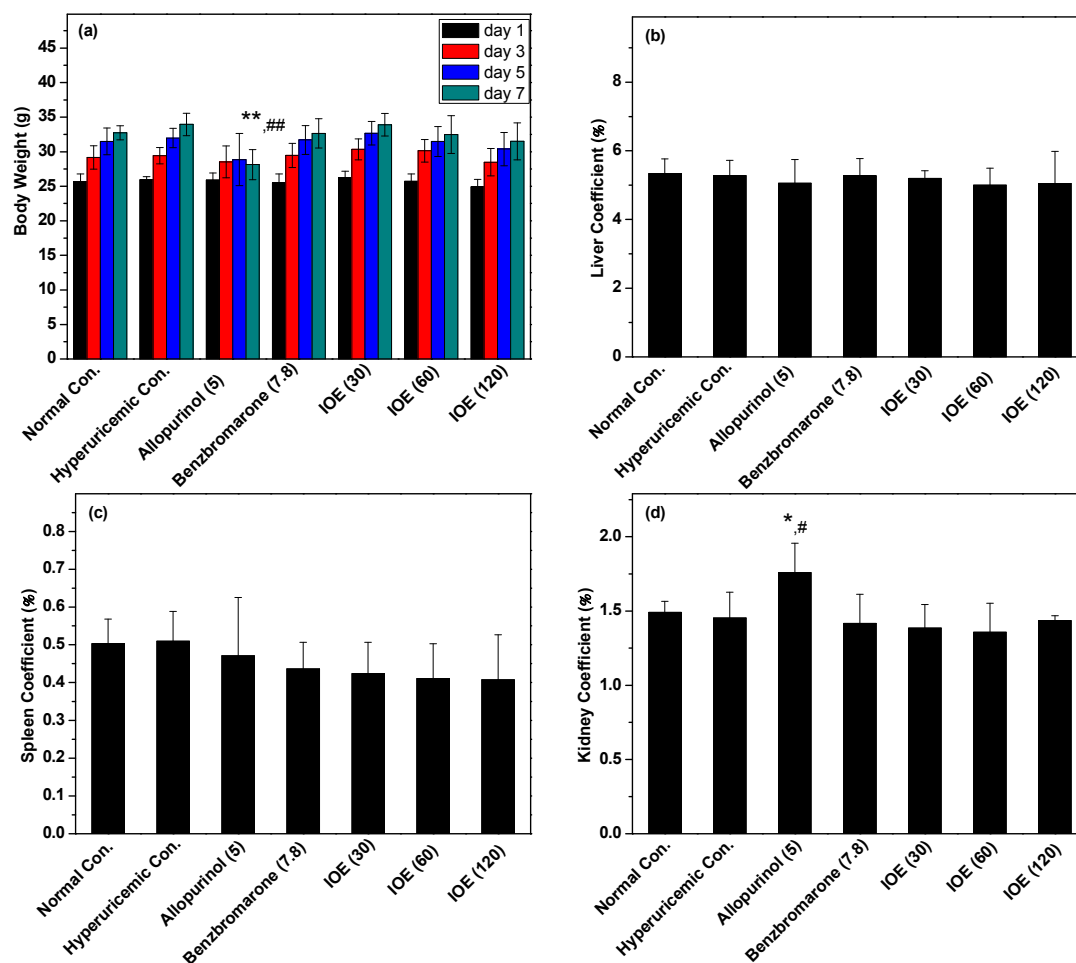 (a)
day 1
day 3
day 5
day 7
**,##
Body Weight (g)
45
40
35
30
25
20
15
10
5
0
Normal Con.
Hyperuricemic Con.
Allopurinol (5)
Benzbromarone (7.8)
IOE (30)
IOE (60)
IOE (120)
(b)
Liver Coefficient (%)
8
6
4
2
0
Normal Con.
Hyperuricemic Con.
Allopurinol (5)
Benzbromarone (7.8)
IOE (30)
IOE (60)
IOE (120)
(c)
Spleen Coefficient (%)
0.8
0.7
0.6
0.5
0.4
0.3
0.2
0.1
0.0
Normal Con.
Hyperuricemic Con.
Allopurinol (5)
Benzbromarone (7.8)
IOE (30)
IOE (60)
IOE (120)
(d)
*,#
Kidney Coefficient (%)
2.0
1.5
1.0
0.5
0.0
Normal Con.
Hyperuricemic Con.
Allopurinol (5)
Benzbromarone (7.8)
IOE (30)
IOE (60)
IOE (120)